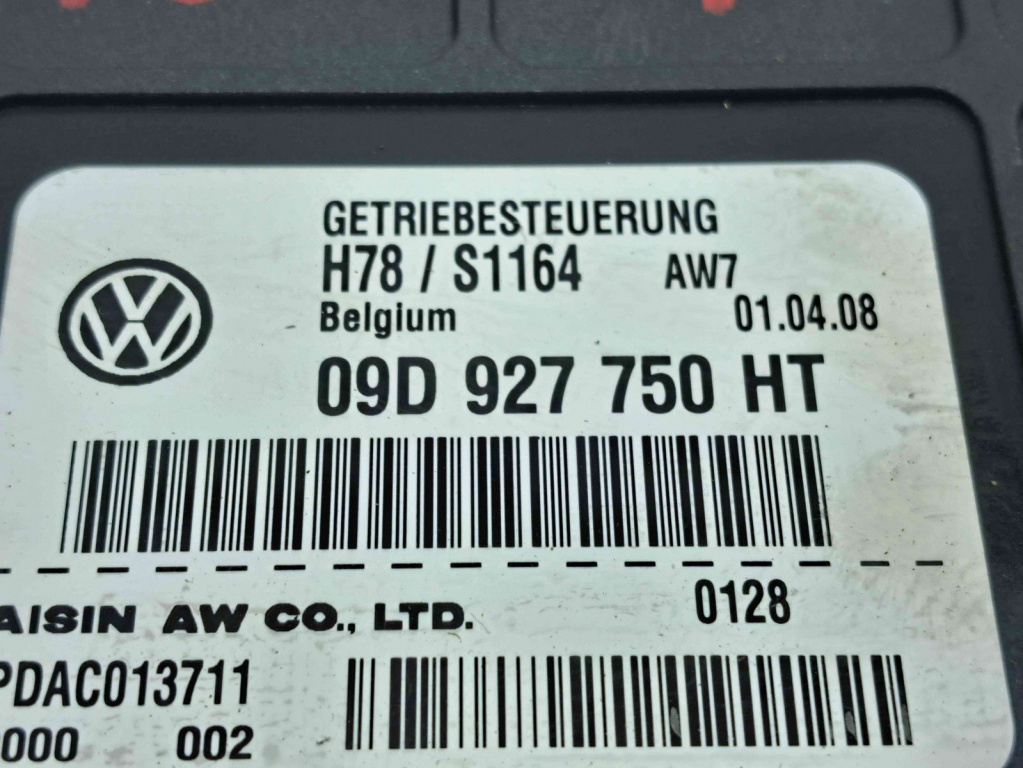 GETRIEBESTEUERUNG
H78 / S1164 AW7
Belgium 01.04.08
09D 927 750 HT
0128
AISIN AW CO., LTD.
PDAC013711
000 002